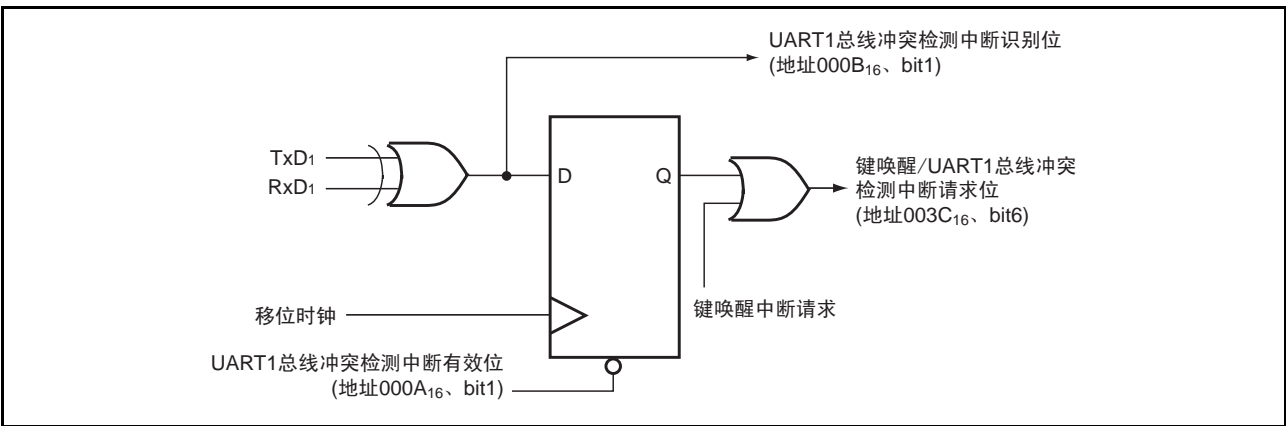 UART1总线冲突检测中断识别位
(地址000B₁₆、bit1)
TxD₁
RxD₁
D
Q
键唤醒/UART1总线冲突
检测中断请求位
(地址003C₁₆、bit6)
移位时钟
键唤醒中断请求
UART1总线冲突检测中断有效位
(地址000A₁₆、bit1)